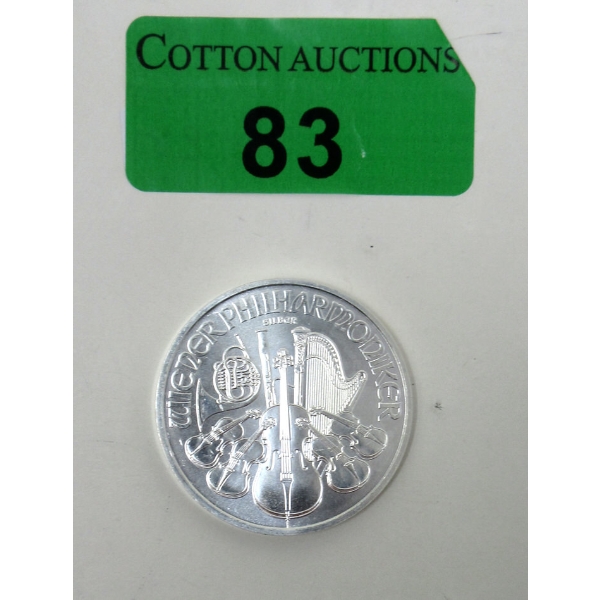 COTTON AUCTIONS
83
WIENER PHILHARMONIKER
SILBER